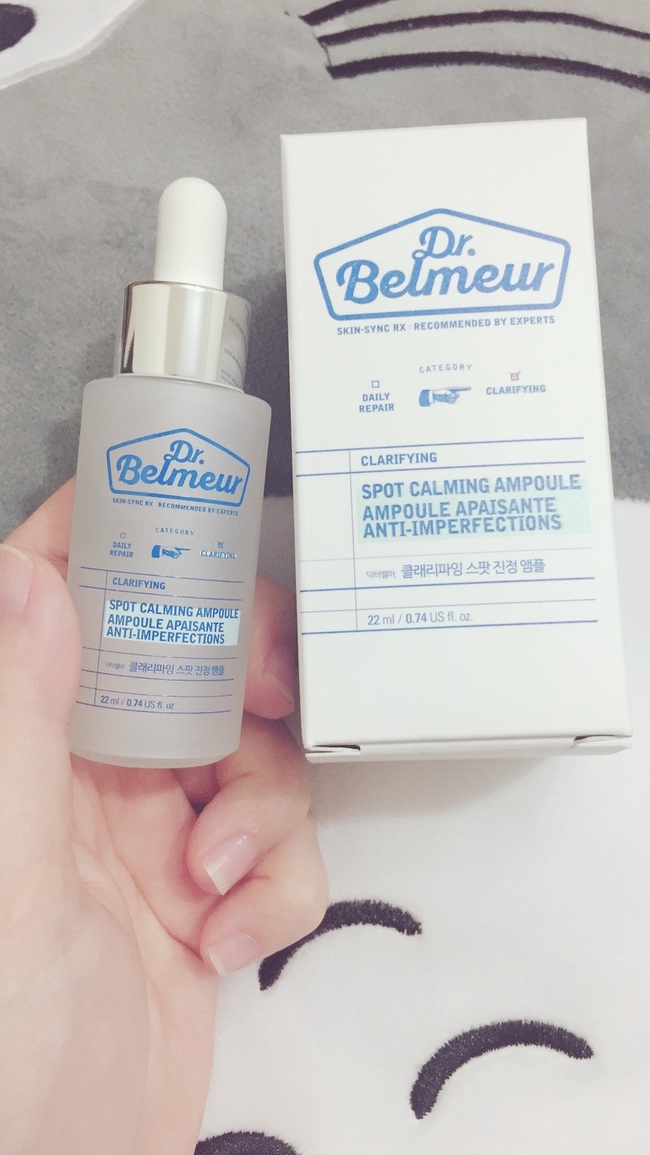 Dr.
Belmeur
SKIN-SYNC RX : RECOMMENDED BY EXPERTS
CATEGORY
DAILY
REPAIR
CLARIFYING
CLARIFYING
SPOT CALMING AMPOULE
AMPOULE APAISANTE
ANTI-IMPERFECTIONS
닥터벨머 클래리파잉 스팟 진정 앰플
22 ml / 0.74 US fl. oz
Dr.
Belmeur
SKIN-SYNC RX : RECOMMENDED BY EXPERTS
CATEGORY
DAILY
REPAIR
CLARIFYING
CLARIFYING
SPOT CALMING AMPOULE
AMPOULE APAISANTE
ANTI-IMPERFECTIONS
닥터벨머 클래리파잉 스팟 진정 앰플
22 ml / 0.74 US fl. oz.